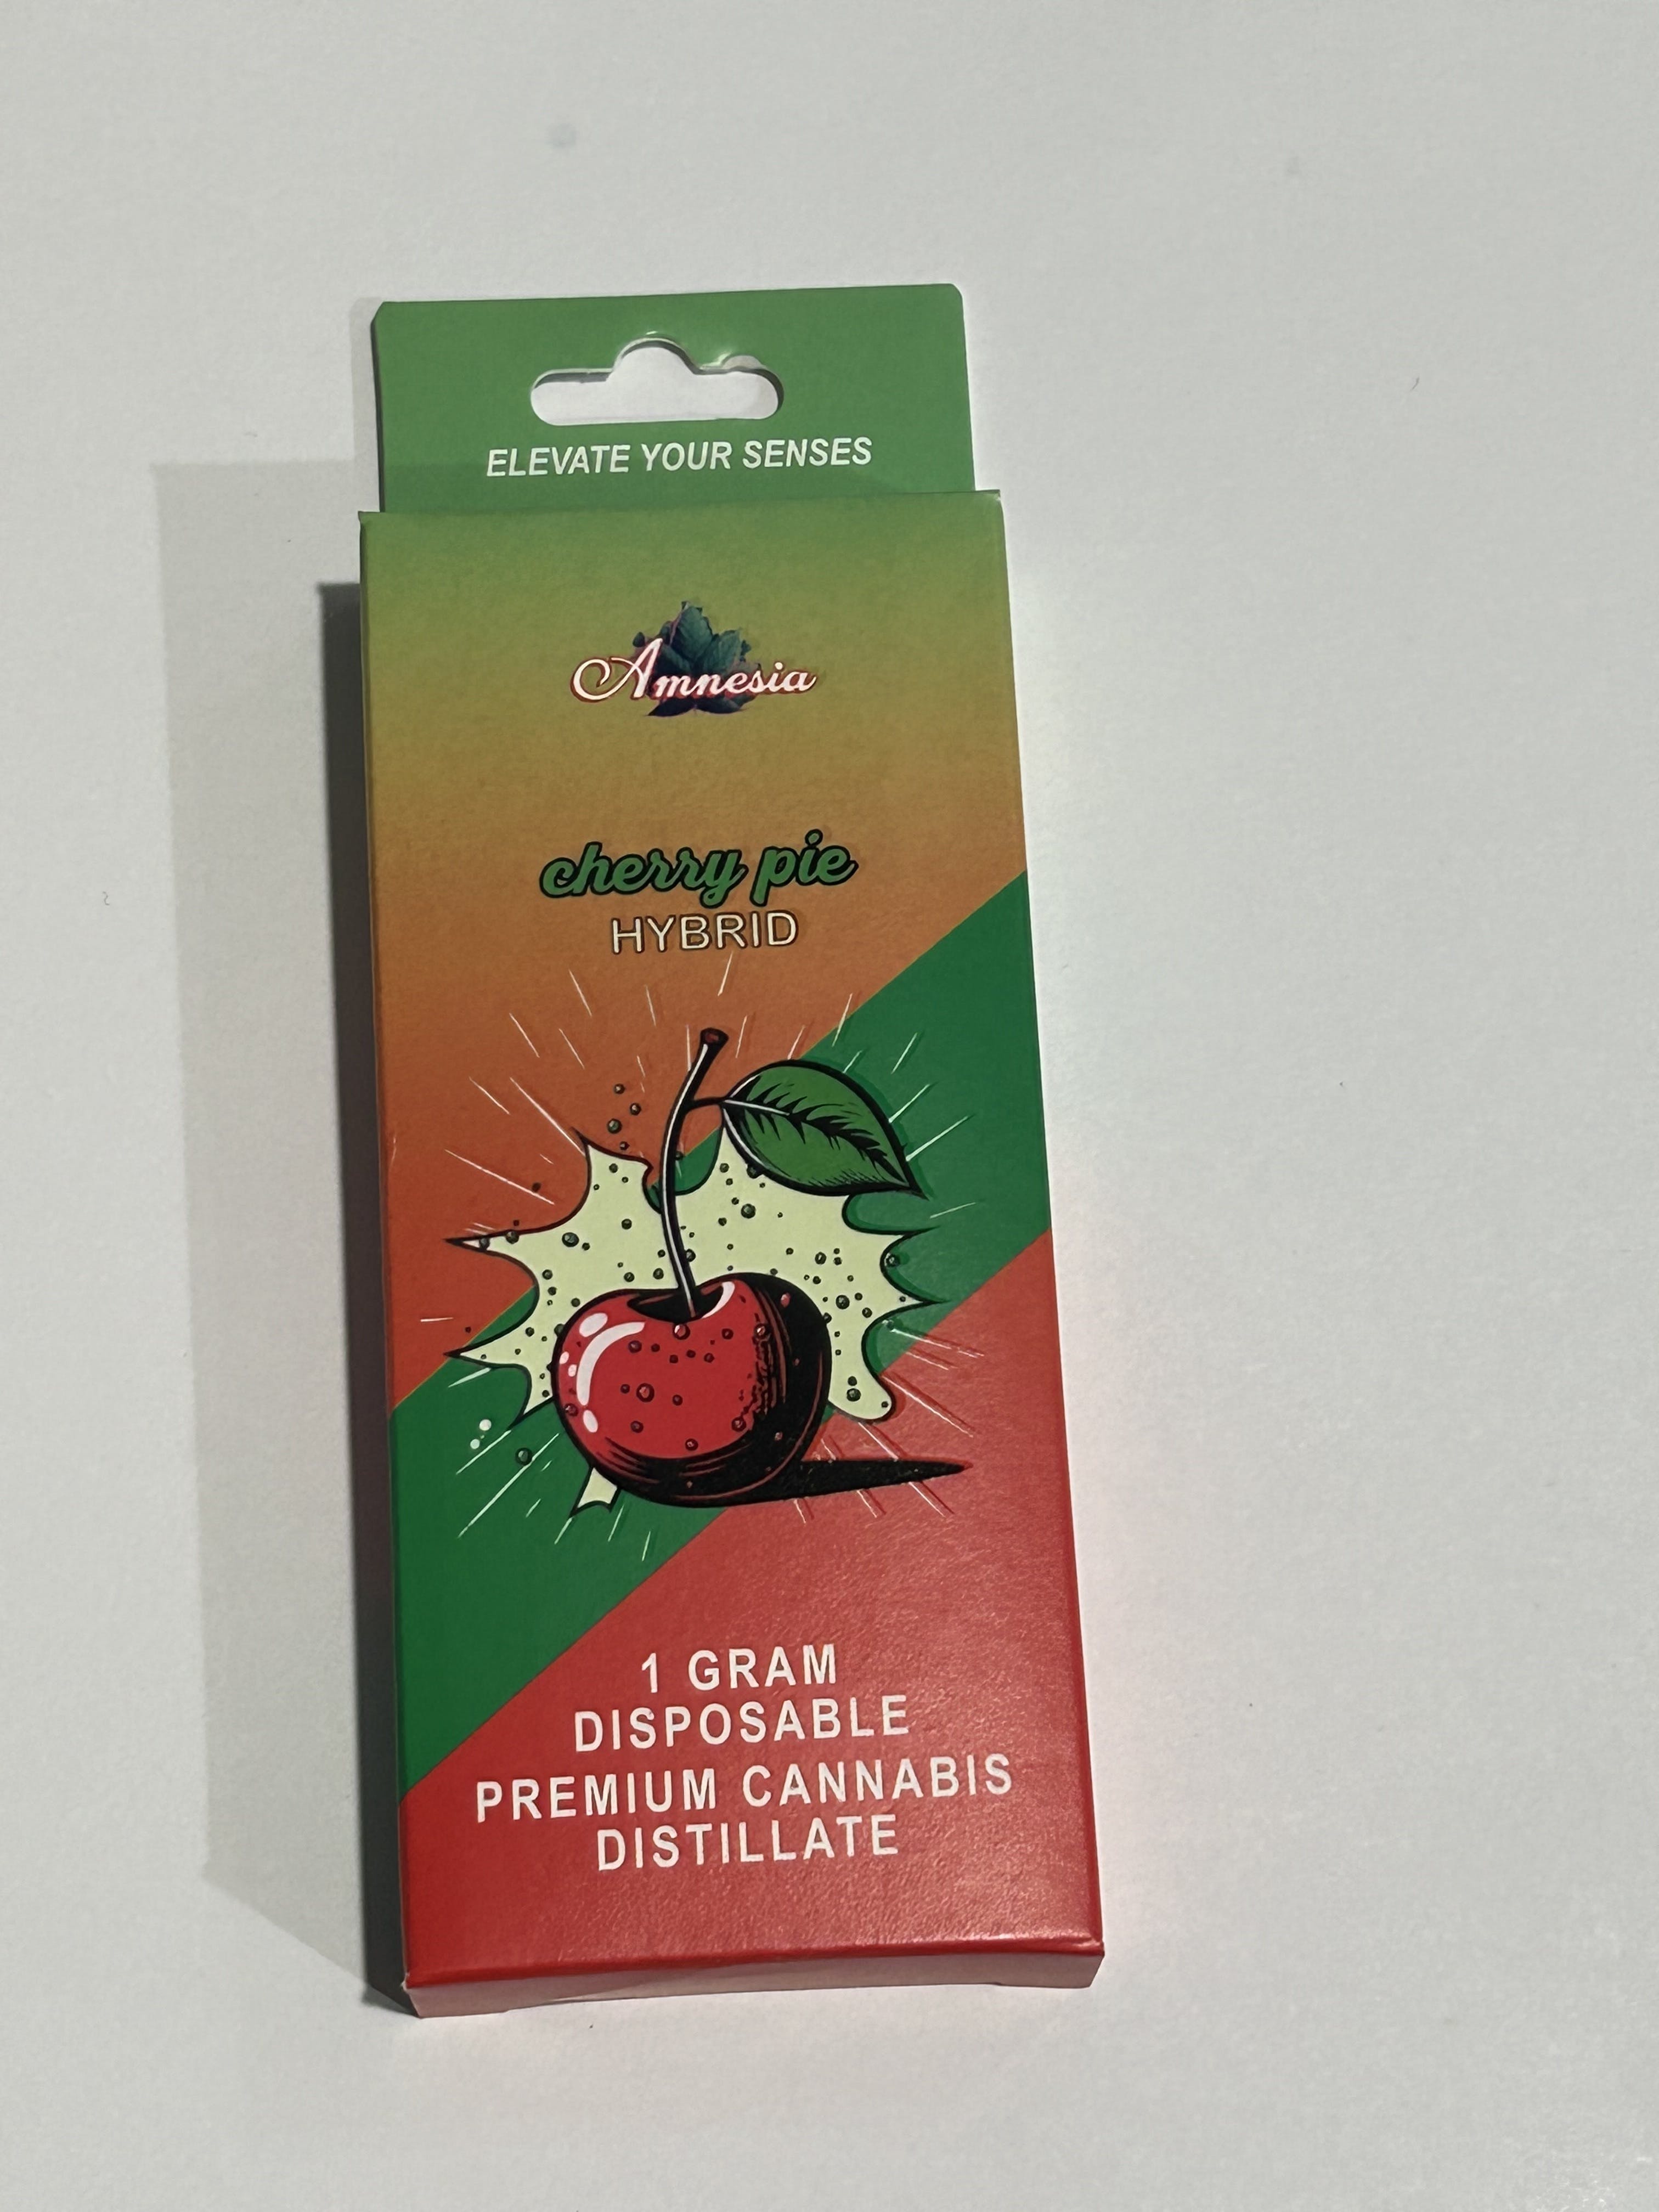 ELEVATE YOUR SENSES
Amnesia
cherry pie
HYBRID
1 GRAM
DISPOSABLE
PREMIUM CANNABIS
DISTILLATE